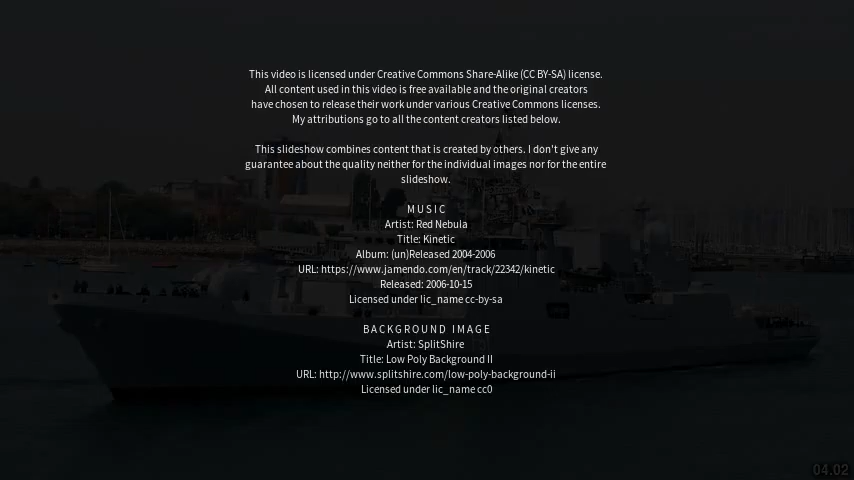 This video is licensed under Creative Commons Share-Alike (CC BY-SA) license.
All content used in this video is free available and the original creators
have chosen to release their work under various Creative Commons licenses.
My attributions go to all the content creators listed below.
This slideshow combines content that is created by others. I don't give any
guarantee about the quality neither for the individual images nor for the entire
slideshow.
MUSIC
Artist: Red Nebula
Title: Kinetic
Album: (un)Released 2004-2006
URL: https://www.jamendo.com/en/track/22342/kinetic
Released: 2006-10-15
Licensed under lic_name cc-by-sa
BACKGROUND IMAGE
Artist: SplitShire
Title: Low Poly Background II
URL: http://www.splitshire.com/low-poly-background-ii
Licensed under lic_name cc0
04.02